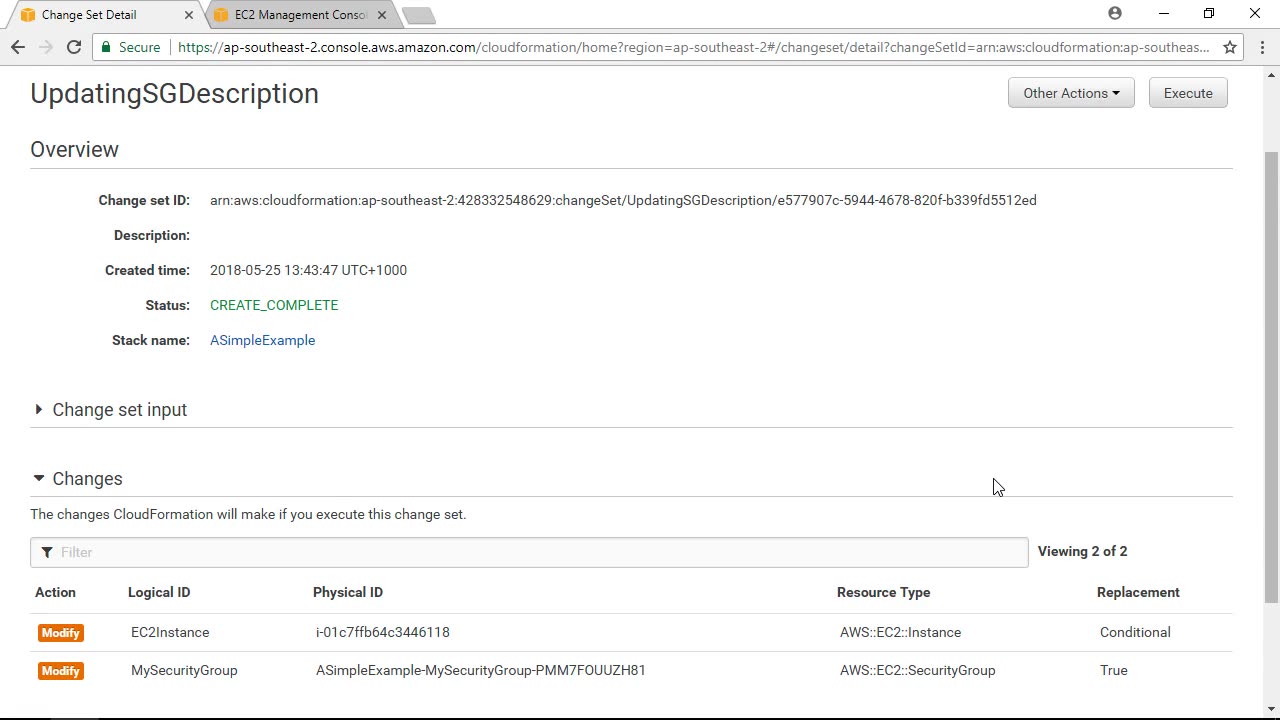 Change Set Detail
EC2 Management Conso
Secure
https://ap-southeast-2.console.aws.amazon.com/cloudformation/home?region=ap-southeast-2#/changeset/detail?changeSetId=arn:aws:cloudformation:ap-southeas...
UpdatingSGDescription
Other Actions
Execute
Overview
Change set ID: arn:aws:cloudformation:ap-southeast-2:428332548629:changeSet/UpdatingSGDescription/e577907c-5944-4678-820f-b339fd5512ed
Description:
Created time: 2018-05-25 13:43:47 UTC+1000
Status: CREATE_COMPLETE
Stack name: ASimpleExample
Change set input
Changes
The changes CloudFormation will make if you execute this change set.
Filter
Viewing 2 of 2
Action Logical ID Physical ID Resource Type Replacement
Modify EC2Instance i-01c7ffb64c3446118 AWS::EC2::Instance Conditional
Modify MySecurityGroup ASimpleExample-MySecurityGroup-PMM7FOUUZH81 AWS::EC2::SecurityGroup True